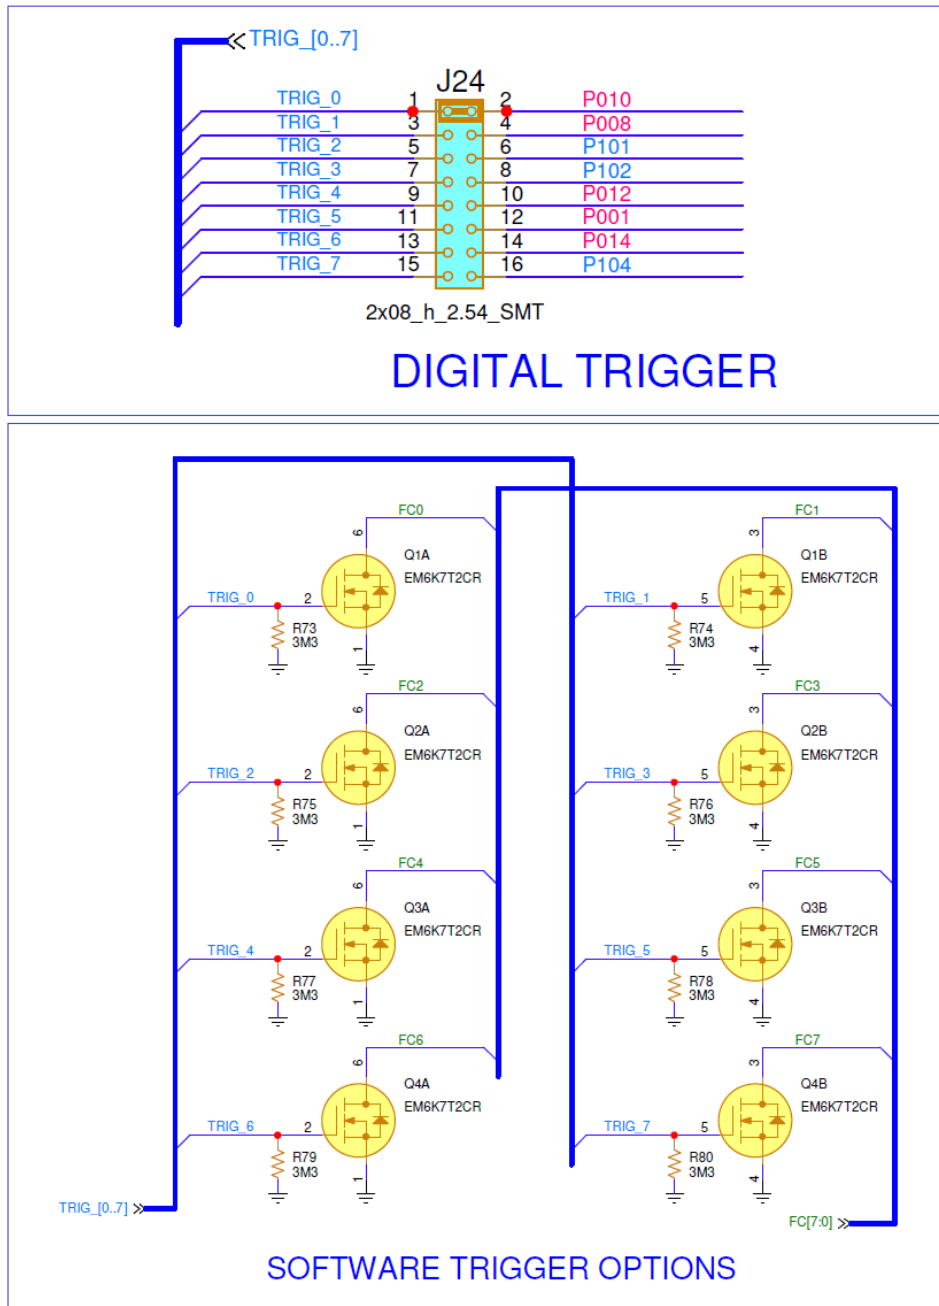 TRIG_[0..7]
J24
TRIG_0 1 2 P010
TRIG_1 3 4 P008
TRIG_2 5 6 P101
TRIG_3 7 8 P102
TRIG_4 9 10 P012
TRIG_5 11 12 P001
TRIG_6 13 14 P014
TRIG_7 15 16 P104
2x08_h_2.54_SMT
DIGITAL TRIGGER
FC0
6
Q1A
EM6K7T2CR
TRIG_0 2
R73
3M3
1
FC1
3
Q1B
EM6K7T2CR
TRIG_1 5
R74
3M3
4
FC2
6
Q2A
EM6K7T2CR
TRIG_2 2
R75
3M3
1
FC3
3
Q2B
EM6K7T2CR
TRIG_3 5
R76
3M3
4
FC4
6
Q3A
EM6K7T2CR
TRIG_4 2
R77
3M3
1
FC5
3
Q3B
EM6K7T2CR
TRIG_5 5
R78
3M3
4
FC6
6
Q4A
EM6K7T2CR
TRIG_6 2
R79
3M3
1
FC7
3
Q4B
EM6K7T2CR
TRIG_7 5
R80
3M3
4
TRIG_[0..7]
FC[7:0]
SOFTWARE TRIGGER OPTIONS